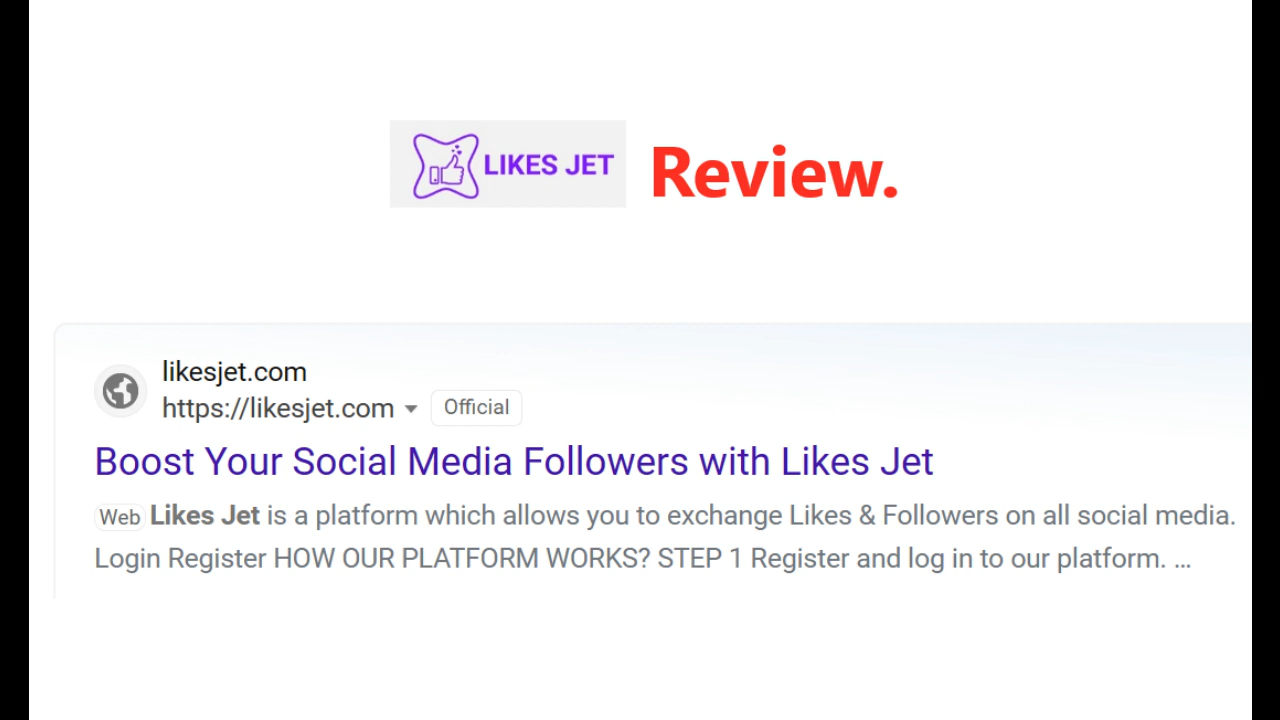 LIKES JET Review.
likesjet.com
https://likesjet.com Official
Boost Your Social Media Followers with Likes Jet
Web Likes Jet is a platform which allows you to exchange Likes & Followers on all social media.
Login Register HOW OUR PLATFORM WORKS? STEP 1 Register and log in to our platform. ...